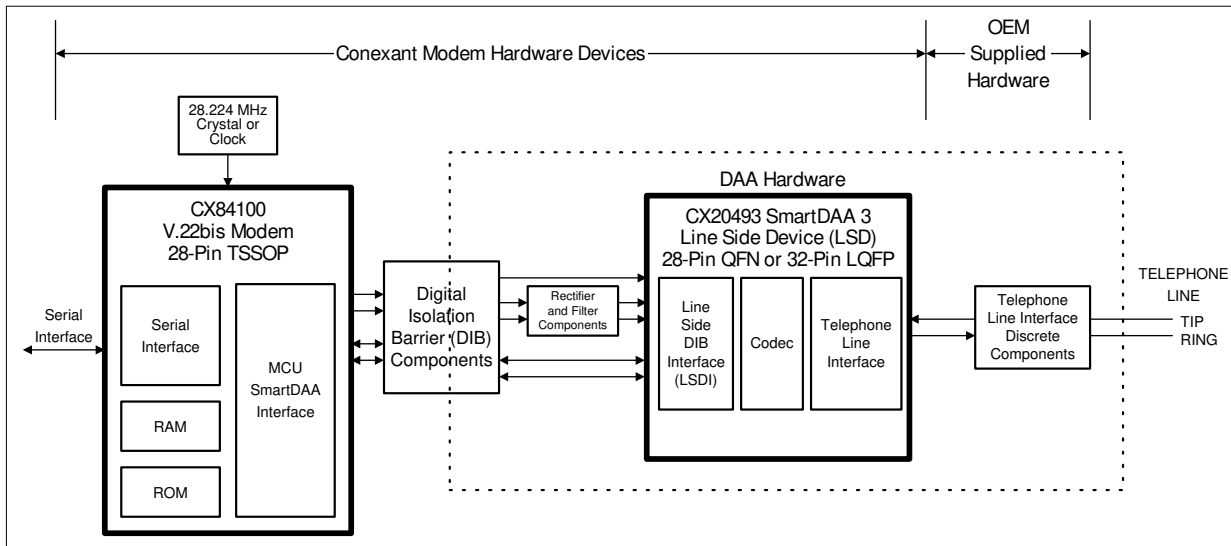 Conexant Modem Hardware Devices
OEM
Supplied
Hardware
28.224 MHz
Crystal or
Clock
DAA Hardware
CX84100
V.22bis Modem
28-Pin TSSOP
CX20493 SmartDAA 3
Line Side Device (LSD)
28-Pin QFN or 32-Pin LQFP
Serial
Interface
Serial
Interface
RAM
ROM
MCU
SmartDAA
Interface
Digital
Isolation
Barrier (DIB)
Components
Rectifier
and Filter
Components
Line
Side
DIB
Interface
(LSDI)
Codec
Telephone
Line
Interface
Telephone
Line Interface
Discrete
Components
TELEPHONE
LINE
TIP
RING